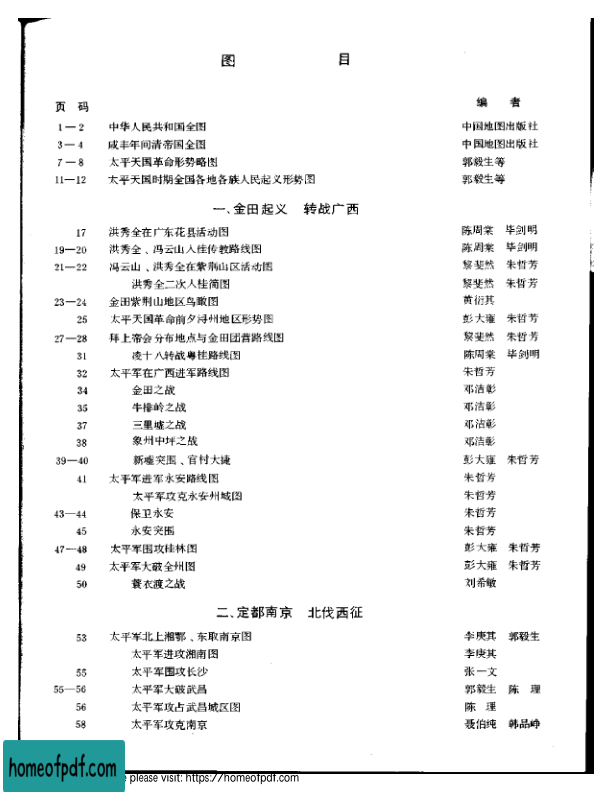 图 目
页 码 编 者
1－2 中华人民共和国全图 中国地图出版社
3－4 咸丰年间清帝国全图 中国地图出版社
7－8 太平天国革命形势略图 郭毅生等
11—12 太平天国时期全国各地各族人民起义形势图 郭毅生等
一、金田起义 转战广西
17 洪秀全在广东花县活动图 陈周棠 毕剑明
19—20 洪秀全、冯云山入桂传教路线图 陈周棠 毕剑明
21—22 冯云山、洪秀全在紫荆山区活动图 黎斐然 朱哲芳
洪秀全二次入桂简图 黎斐然 朱哲芳
23—24 金田紫荆山地区鸟瞰图 黄衍其
25 太平天国革命前夕浔州地区形势图 彭大雍 朱哲芳
27—28 拜上帝会分布地点与金田团营路线图 黎斐然 朱哲芳
31 凌十八转战粤桂路线图 陈周棠 毕剑明
32 太平军在广西进军路线图 朱哲芳
34 金田之战 邓洁彰
35 牛排岭之战 邓洁彰
37 三里墟之战 邓洁彰
38 象州中坪之战 邓洁彰
39—40 新墟突围、官村大捷 彭大雍 朱哲芳
41 太平军进军永安路线图 朱哲芳
太平军攻克永安州城图 朱哲芳
43—44 保卫永安 朱哲芳
45 永安突围 朱哲芳
47—48 太平军围攻桂林图 彭大雍 朱哲芳
49 太平军大破全州图 彭大雍 朱哲芳
50 蓑衣渡之战 刘希敏
二、定都南京 北伐西征
53 太平军北上湘鄂、东取南京图 李庚其 郭毅生
太平军进攻湘南图 李庚其
55 太平军围攻长沙 张一文
55—56 太平军大破武昌 郭毅生 陈 理
56 太平军攻占武昌城区图 陈 理
58 太平军攻克南京 聂伯纯 韩品峥
homeofpdf.com
please visit: https://homeofpdf.com